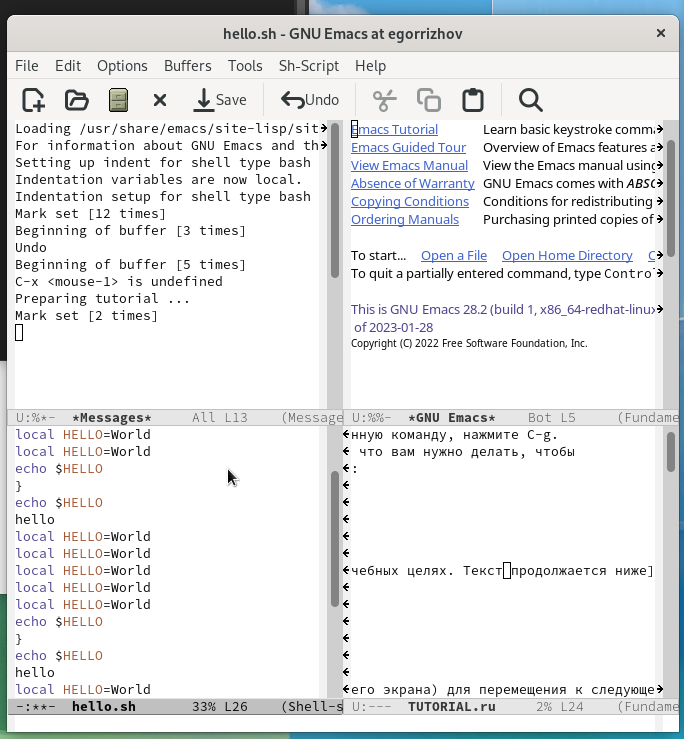 hello.sh - GNU Emacs at egorrizhov
File Edit Options Buffers Tools Sh-Script Help
Save Undo
Loading /usr/share/emacs/site-lisp/sit
For information about GNU Emacs and th
Setting up indent for shell type bash
Indentation variables are now local.
Indentation setup for shell type bash
Mark set [12 times]
Beginning of buffer [3 times]
Undo
Beginning of buffer [5 times]
C-x <mouse-1> is undefined
Preparing tutorial ...
Mark set [2 times]
U:%*- *Messages* All L13 (Message
Emacs Tutorial Learn basic keystroke comma
Emacs Guided Tour Overview of Emacs features a
View Emacs Manual View the Emacs manual using
Absence of Warranty GNU Emacs comes with ABSO
Copying Conditions Conditions for redistributing
Ordering Manuals Purchasing printed copies of
To start... Open a File Open Home Directory C
To quit a partially entered command, type Control
This is GNU Emacs 28.2 (build 1, x86_64-redhat-linux
of 2023-01-28
Copyright (C) 2022 Free Software Foundation, Inc.
U:%%- *GNU Emacs* Bot L5 (Fundame
local HELLO=World
local HELLO=World
echo $HELLO
}
echo $HELLO
hello
local HELLO=World
local HELLO=World
local HELLO=World
local HELLO=World
local HELLO=World
echo $HELLO
}
echo $HELLO
hello
local HELLO=World
-:**- hello.sh 33% L26 (Shell-s
нную команду, нажмите C-g.
что вам нужно делать, чтобы
:
чебных целях. Текст продолжается ниже]
его экрана) для перемещения к следующе
U:--- TUTORIAL.ru 2% L24 (Fundame